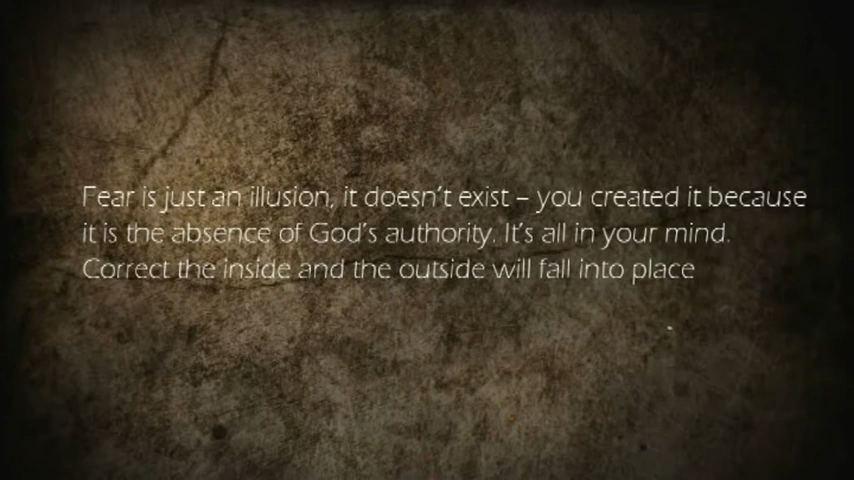 Fear is just an illusion, it doesn't exist – you created it because
it is the absence of God's authority. It's all in your mind.
Correct the inside and the outside will fall into place